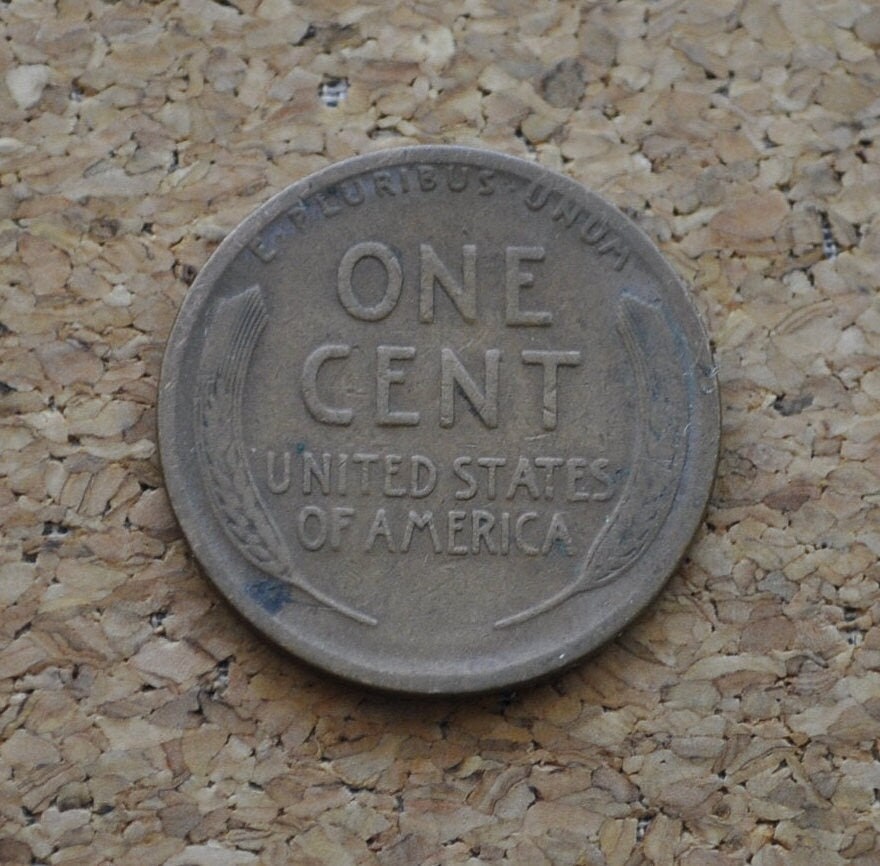 E·PLURIBUS·UNUM
ONE
CENT
UNITED STATES
OF AMERICA